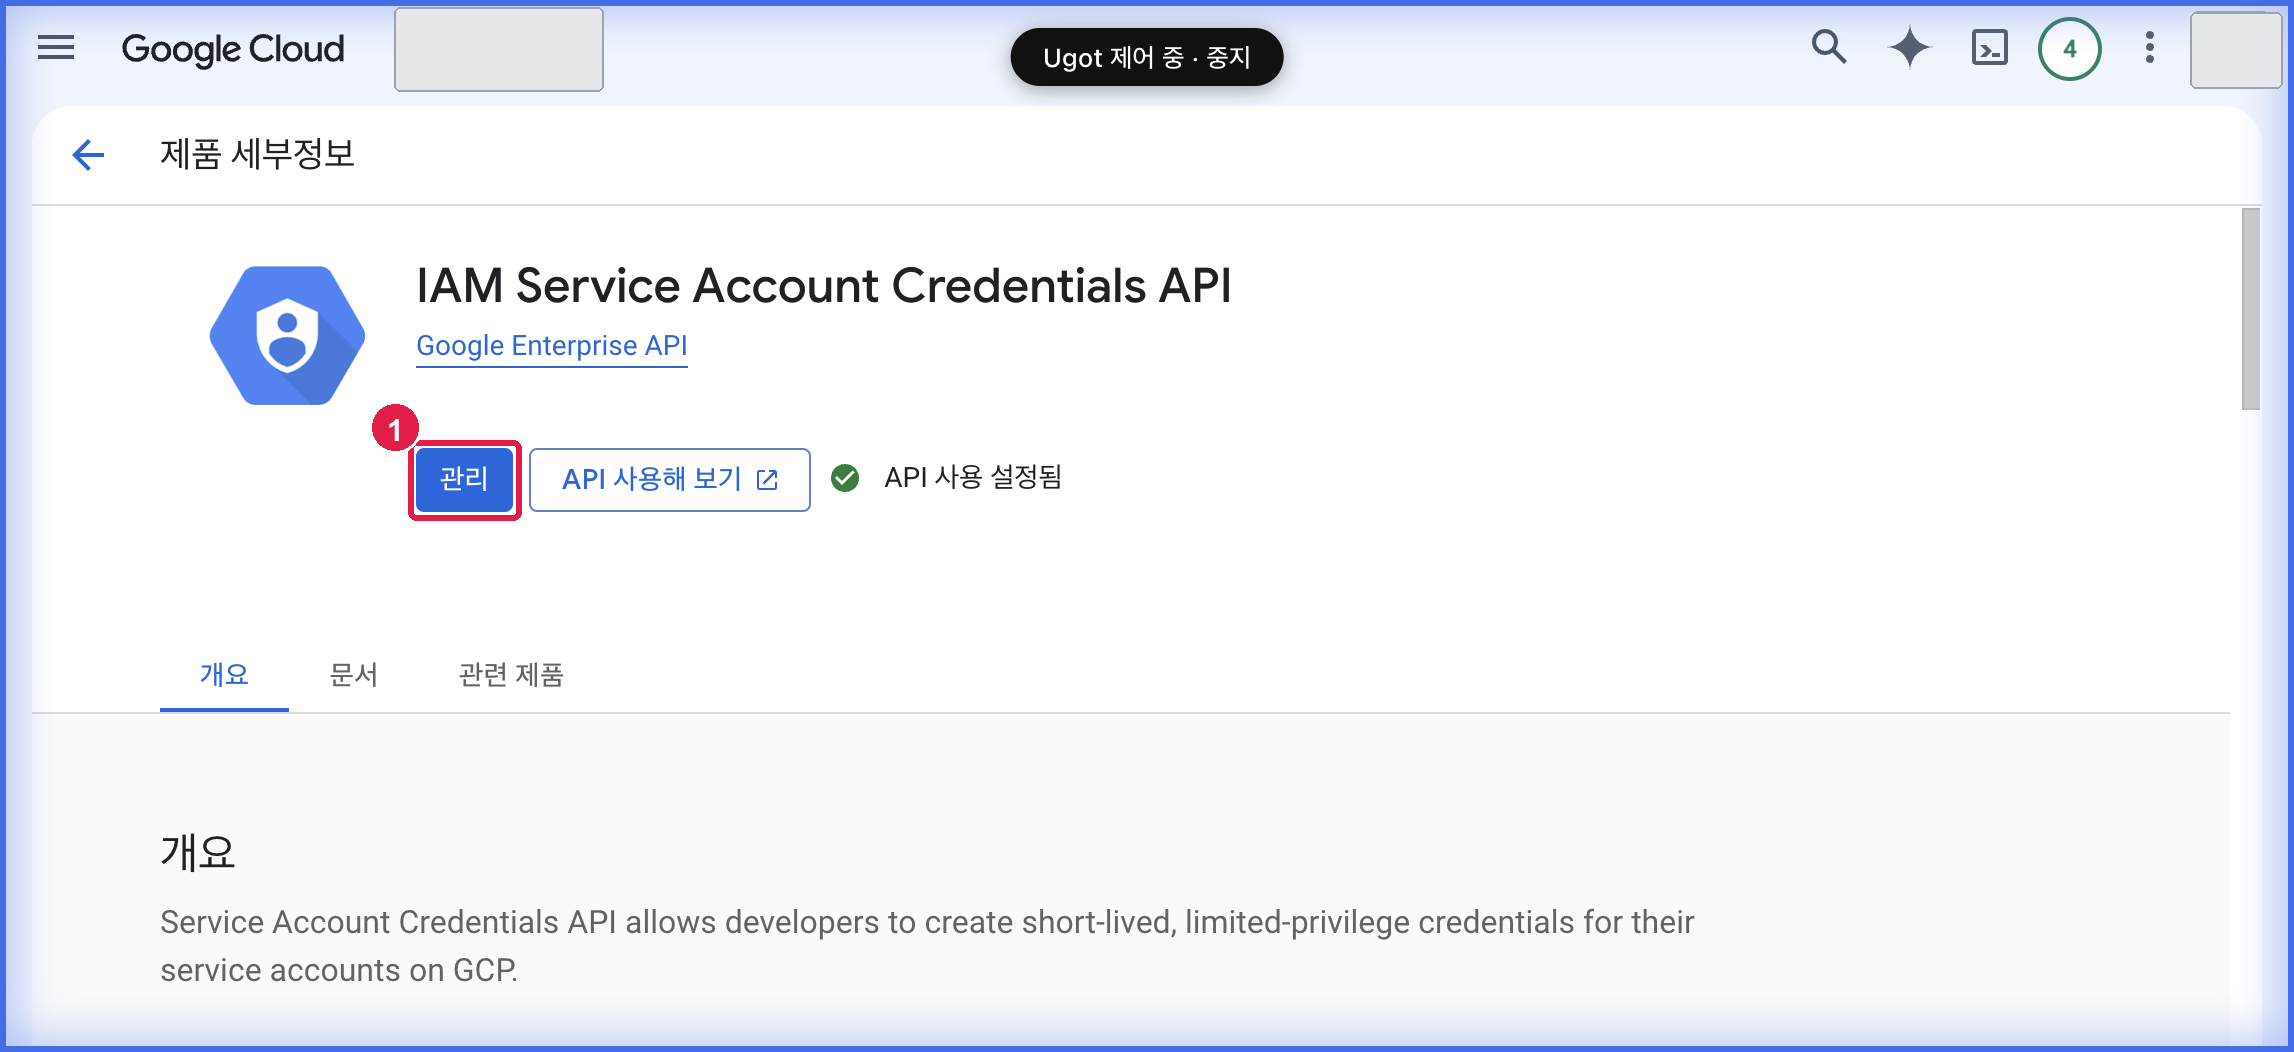 Google Cloud
Ugot 제어 중 · 중지
4
제품 세부정보
IAM Service Account Credentials API
Google Enterprise API
1
관리
API 사용해 보기
API 사용 설정됨
개요
문서
관련 제품
개요
Service Account Credentials API allows developers to create short-lived, limited-privilege credentials for their
service accounts on GCP.